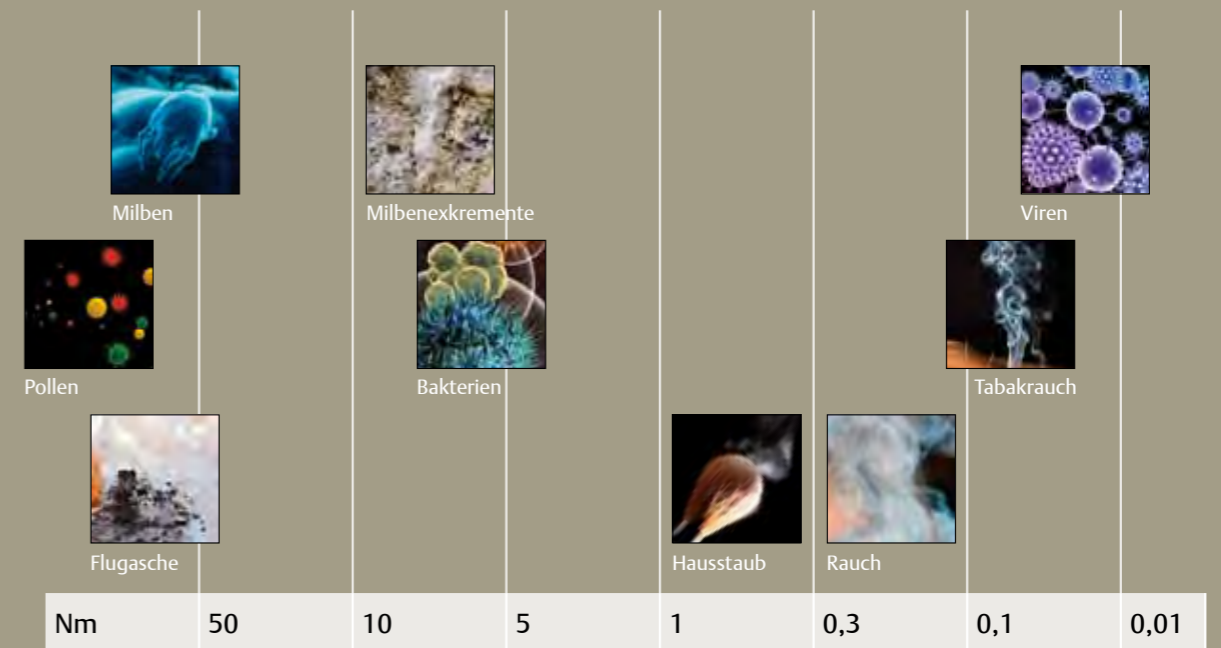 Milben
Milbenexkremente
Viren
Pollen
Bakterien
Tabakrauch
Flugasche
Hausstaub
Rauch
Nm 50 10 5 1 0,3 0,1 0,01